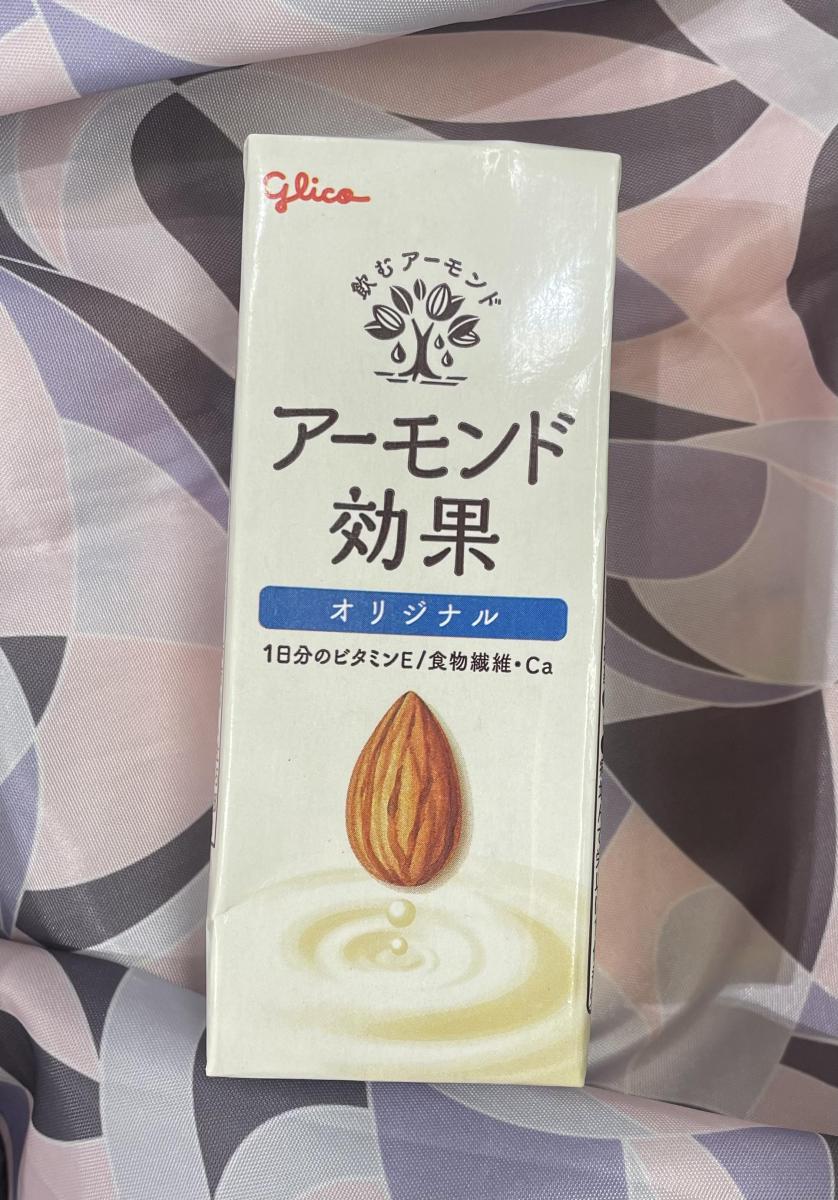 Glico
飲むアーモンド
アーモンド
効果
オリジナル
1日分のビタミンE/食物繊維・Ca